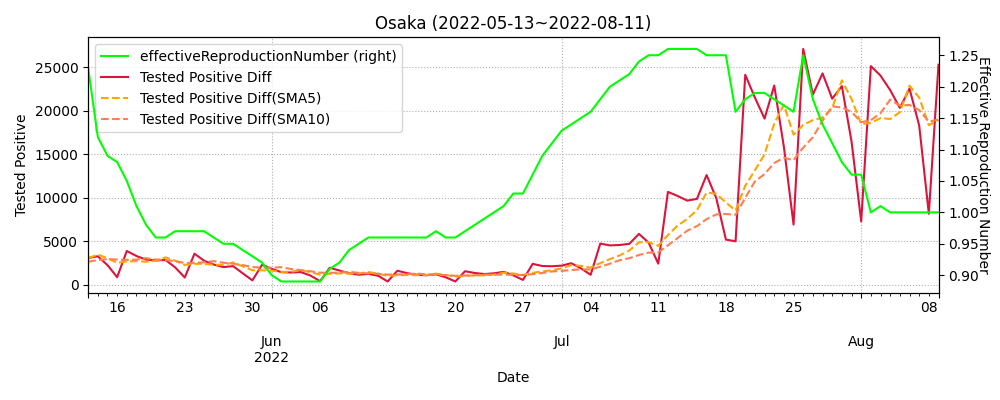 Osaka (2022-05-13~2022-08-11)
effectiveReproductionNumber (right)
Tested Positive Diff
Tested Positive Diff(SMA5)
Tested Positive Diff(SMA10)
Tested Positive
25000
20000
15000
10000
5000
0
1.25
1.20
1.15
1.10
1.05
1.00
0.95
0.90
Effective Reproduction Number
16 23 30 06 13 20 27 04 11 18 25 08
Jun Jul Aug
2022
Date